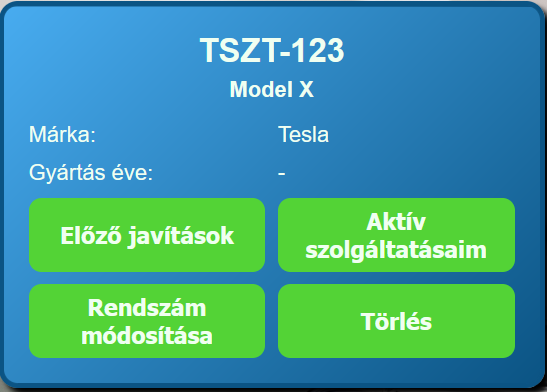 TSZT-123
Model X
Márka: Tesla
Gyártás éve: -
Előző javítások
Aktív
szolgáltatásaim
Rendszám
módosítása
Törlés